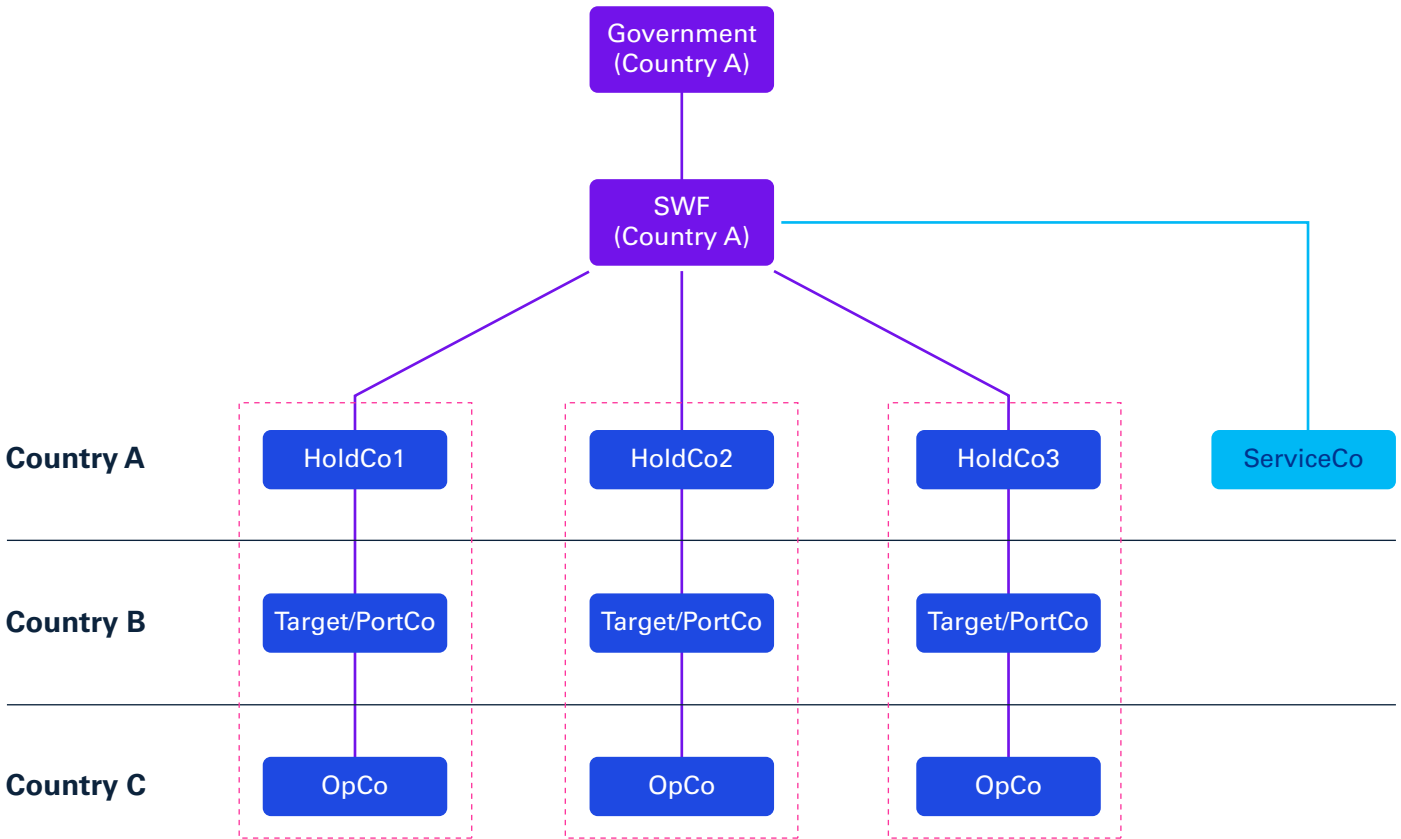 Government
(Country A)
SWF
(Country A)
Country A
HoldCo1
HoldCo2
HoldCo3
ServiceCo
Country B
Target/PortCo
Target/PortCo
Target/PortCo
Country C
OpCo
OpCo
OpCo